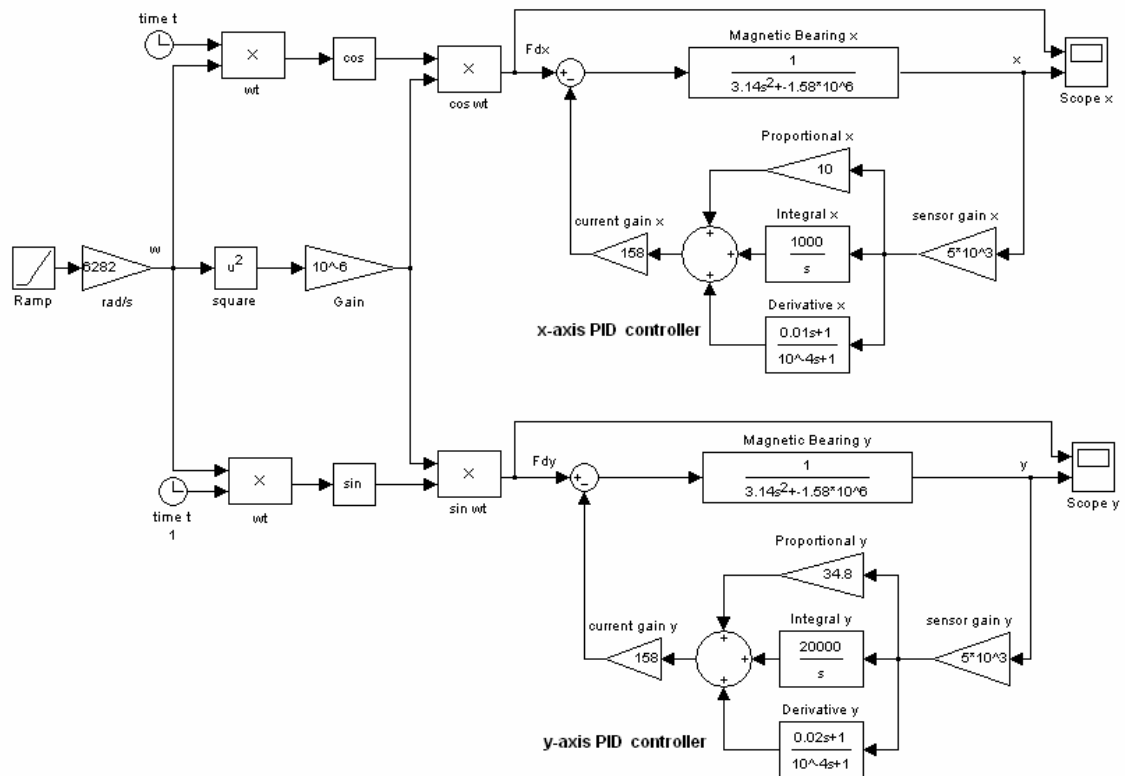 time t
×
wt
cos
×
cos wt
Fdx
+
−
Magnetic Bearing x
1
3.14s²+-1.58*10^6
x
Scope x
Proportional x
10
current gain x
158
+
+
+
Integral x
1000
s
sensor gain x
5*10^3
Derivative x
0.01s+1
10^-4s+1
x-axis PID controller
Ramp
6282
rad/s
w
u²
square
10^-6
Gain
time t
1
×
wt
sin
×
sin wt
Fdy
+
−
Magnetic Bearing y
1
3.14s²+-1.58*10^6
y
Scope y
Proportional y
34.8
current gain y
158
+
+
+
Integral y
20000
s
sensor gain y
5*10^3
Derivative y
0.02s+1
10^-4s+1
y-axis PID controller